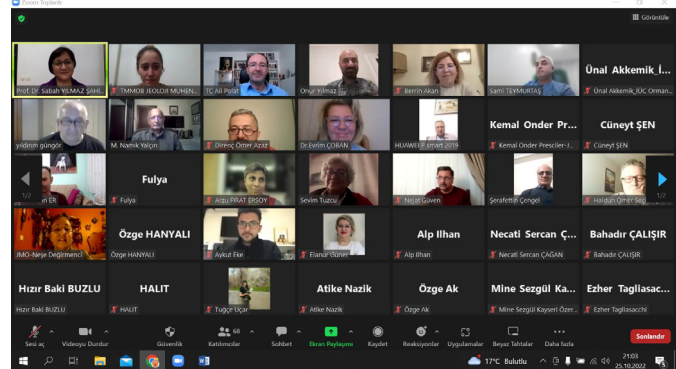 Zoom Toplantı
Görüntüle
Prof. Dr. Sabah YILMAZ ŞAHİ...
TMMOB JEOLOJİ MÜHEN...
TC Ali Polat
Onur Yılmaz
Berrin Akan
Sami TEYMURTAŞ
Ünal Akkemik_İ...
Ünal Akkemik_İÜC Orman...
yıldırım güngör
M. Namık Yalçın
Direnç Ömer Azaz
Dr.Evrim ÇOBAN
HUAWEI P smart 2019
Kemal Onder Pr...
Kemal Onder Presciler-J...
Cüneyt ŞEN
Cüneyt ŞEN
1/2
n ER
Fulya
Fulya
Arzu FIRAT ERSOY
Sevim Tuzcu
Nejat Güven
Şerafettin Çengel
Haldun Ömer
1/2
JMO-Neşe Değirmenci
Özge HANYALI
Özge HANYALI
Aykut Eke
Elanur Güner
Alp Ilhan
Alp Ilhan
Necati Sercan Ç...
Necati Sercan ÇAĞAN
Bahadır ÇALIŞIR
Bahadır ÇALIŞIR
Hızır Baki BUZLU
Hızır Baki BUZLU
HALIT
HALIT
Tuğçe Uçar
Atike Nazik
Atike Nazik
Özge Ak
Özge Ak
Mine Sezgül Ka...
Mine Sezgül Kayseri Özer...
Ezher Tagliasac...
Ezher Tagliasacchi
Sesi aç
Videoyu Durdur
Güvenlik
68
Katılımcılar
Sohbet
Ekran Paylaşımı
Kaydet
Reaksiyonlar
Uygulamalar
Beyaz Tahtalar
Daha fazla
Sonlandır
17°C Bulutlu
21:03
25.10.2022